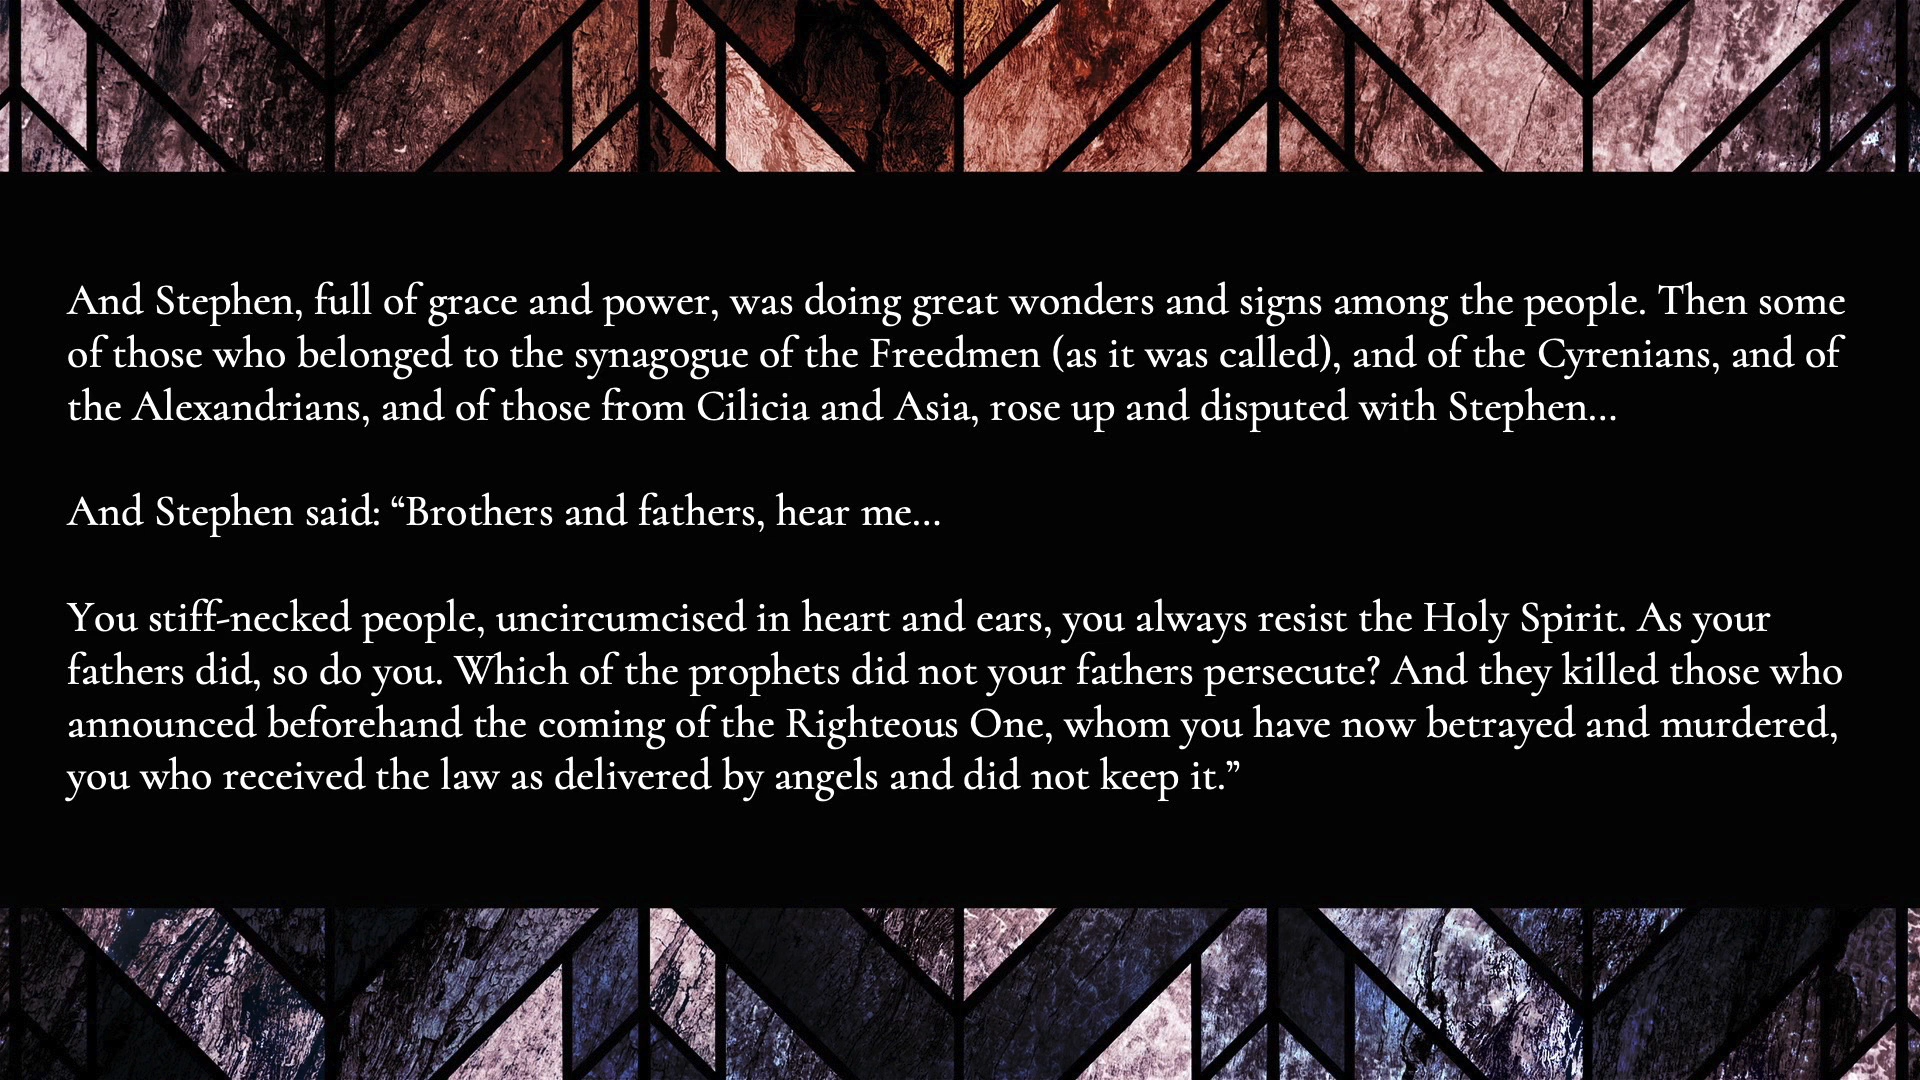 And Stephen, full of grace and power, was doing great wonders and signs among the people. Then some
of those who belonged to the synagogue of the Freedmen (as it was called), and of the Cyrenians, and of
the Alexandrians, and of those from Cilicia and Asia, rose up and disputed with Stephen...
And Stephen said: “Brothers and fathers, hear me...
You stiff-necked people, uncircumcised in heart and ears, you always resist the Holy Spirit. As your
fathers did, so do you. Which of the prophets did not your fathers persecute? And they killed those who
announced beforehand the coming of the Righteous One, whom you have now betrayed and murdered,
you who received the law as delivered by angels and did not keep it.”